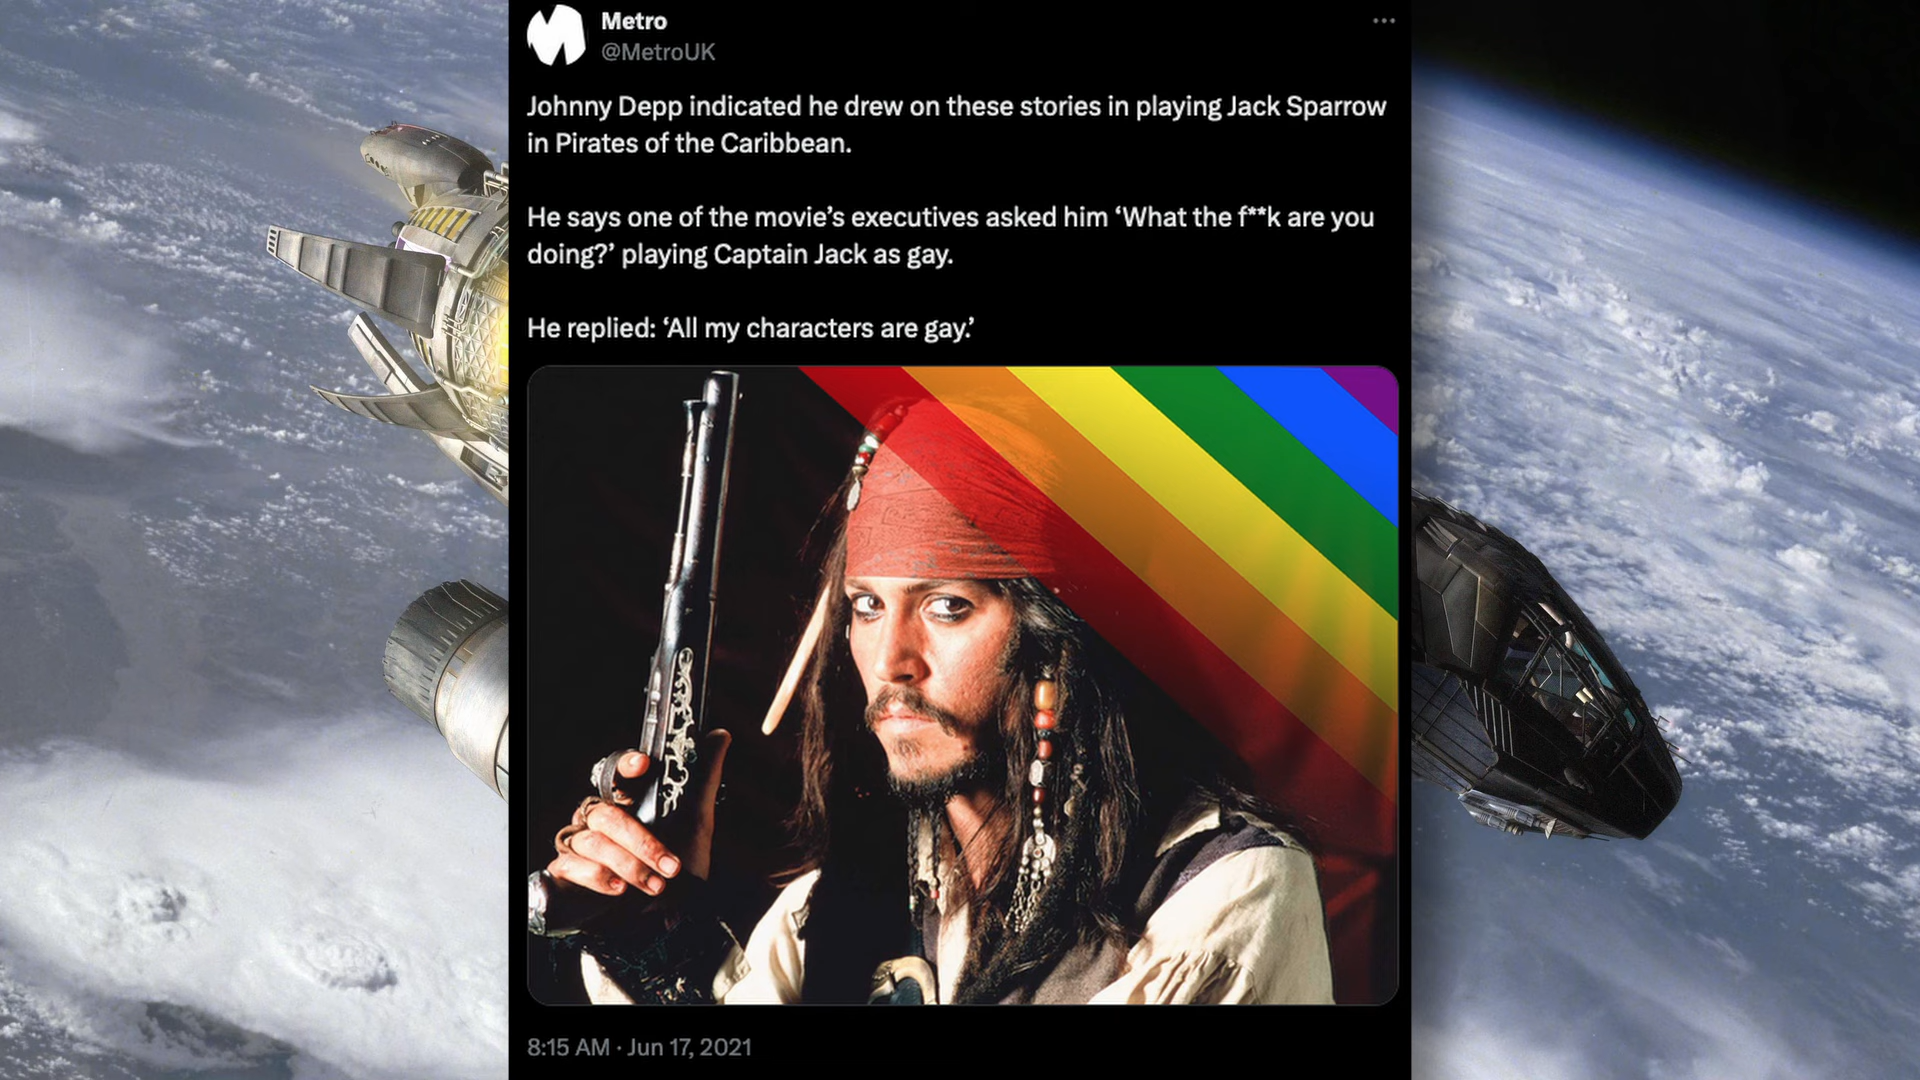 Metro
@MetroUK
Johnny Depp indicated he drew on these stories in playing Jack Sparrow
in Pirates of the Caribbean.
He says one of the movie’s executives asked him ‘What the f**k are you
doing?’ playing Captain Jack as gay.
He replied: ‘All my characters are gay.’
8:15 AM · Jun 17, 2021